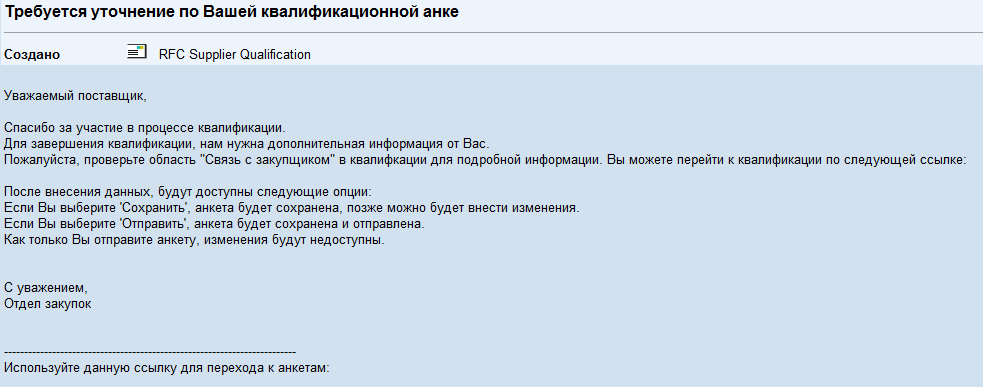 Требуется уточнение по Вашей квалификационной анке
Создано RFC Supplier Qualification
Уважаемый поставщик,
Спасибо за участие в процессе квалификации.
Для завершения квалификации, нам нужна дополнительная информация от Вас.
Пожалуйста, проверьте область "Связь с закупщиком" в квалифкации для подробной информации. Вы можете перейти к квалификации по следующей ссылке:
После внесения данных, будут доступны следующие опции:
Если Вы выберите 'Сохранить', анкета будет сохранена, позже можно будет внести изменения.
Если Вы выберите 'Отправить', анкета будет сохранена и отправлена.
Как только Вы отправите анкету, изменения будут недоступны.
С уважением,
Отдел закупок
-------------------------------------------------------------------------
Используйте данную ссылку для перехода к анкетам: